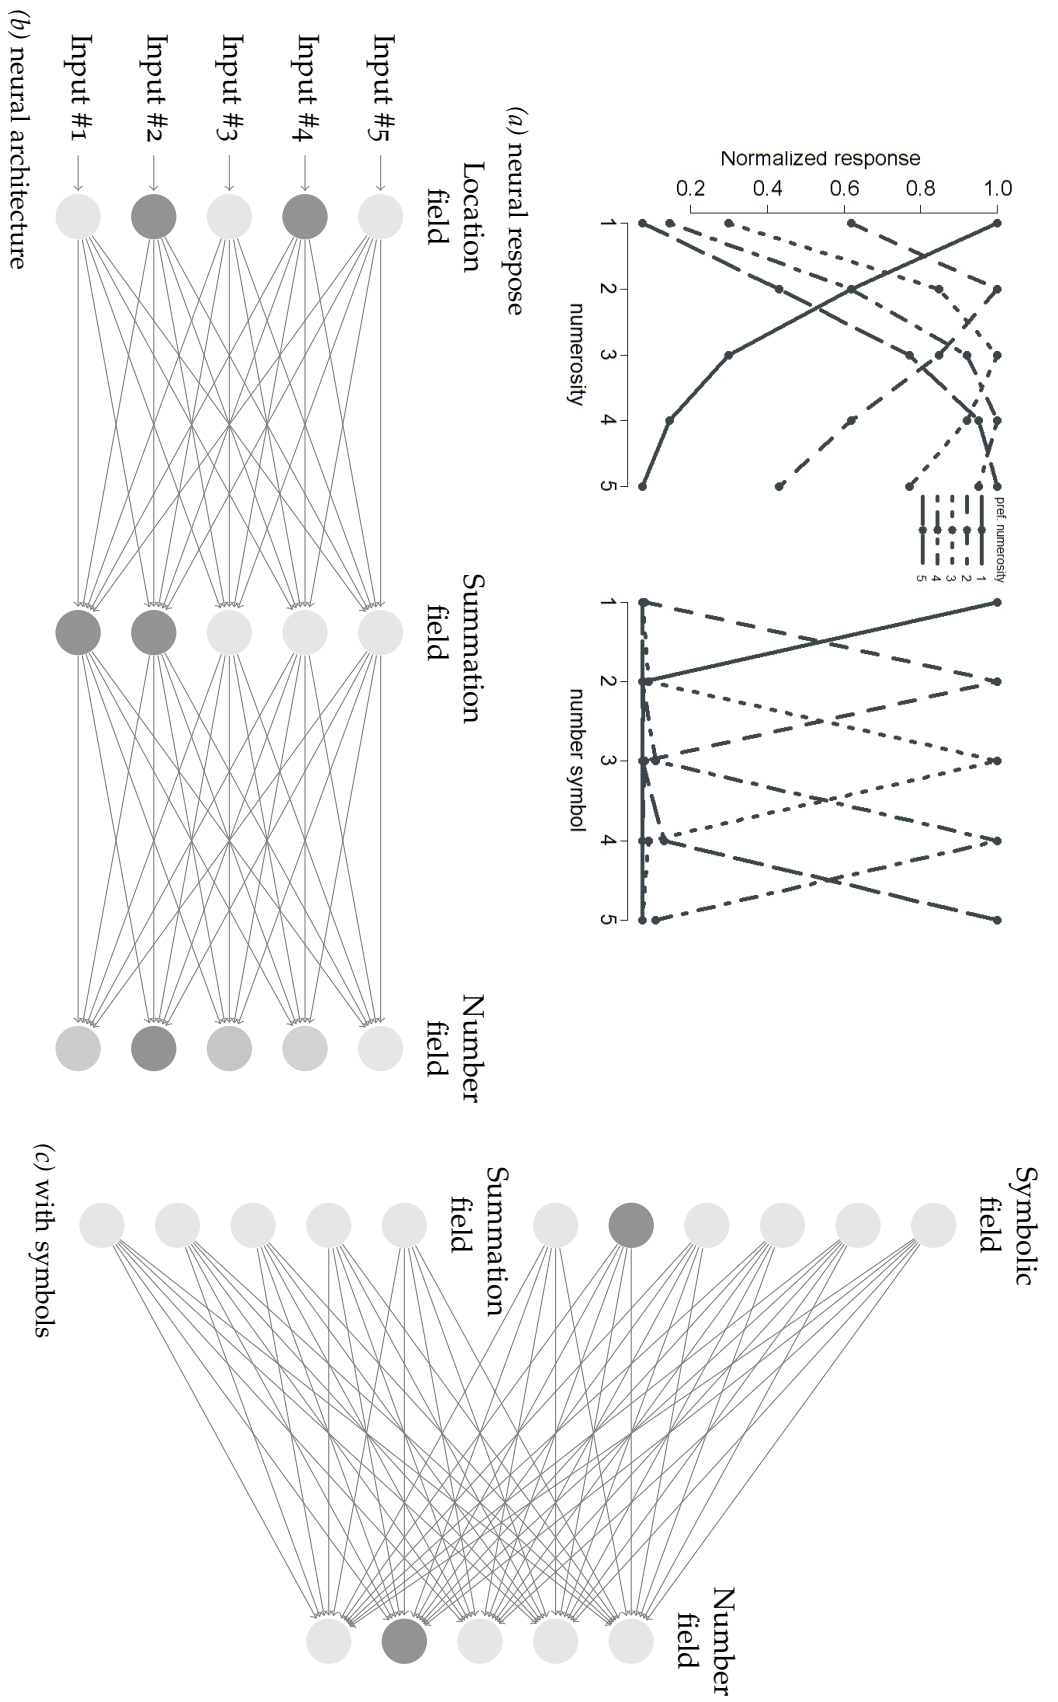 Normalized response
1.0
0.8
0.6
0.4
0.2
1 2 3 4 5
numerosity
pref. numerosity
1
2
3
4
5
1 2 3 4 5
number symbol
(a) neural respose
Location
field
Summation
field
Number
field
Input #5
Input #4
Input #3
Input #2
Input #1
(b) neural architecture
Symbolic
field
Summation
field
Number
field
(c) with symbols